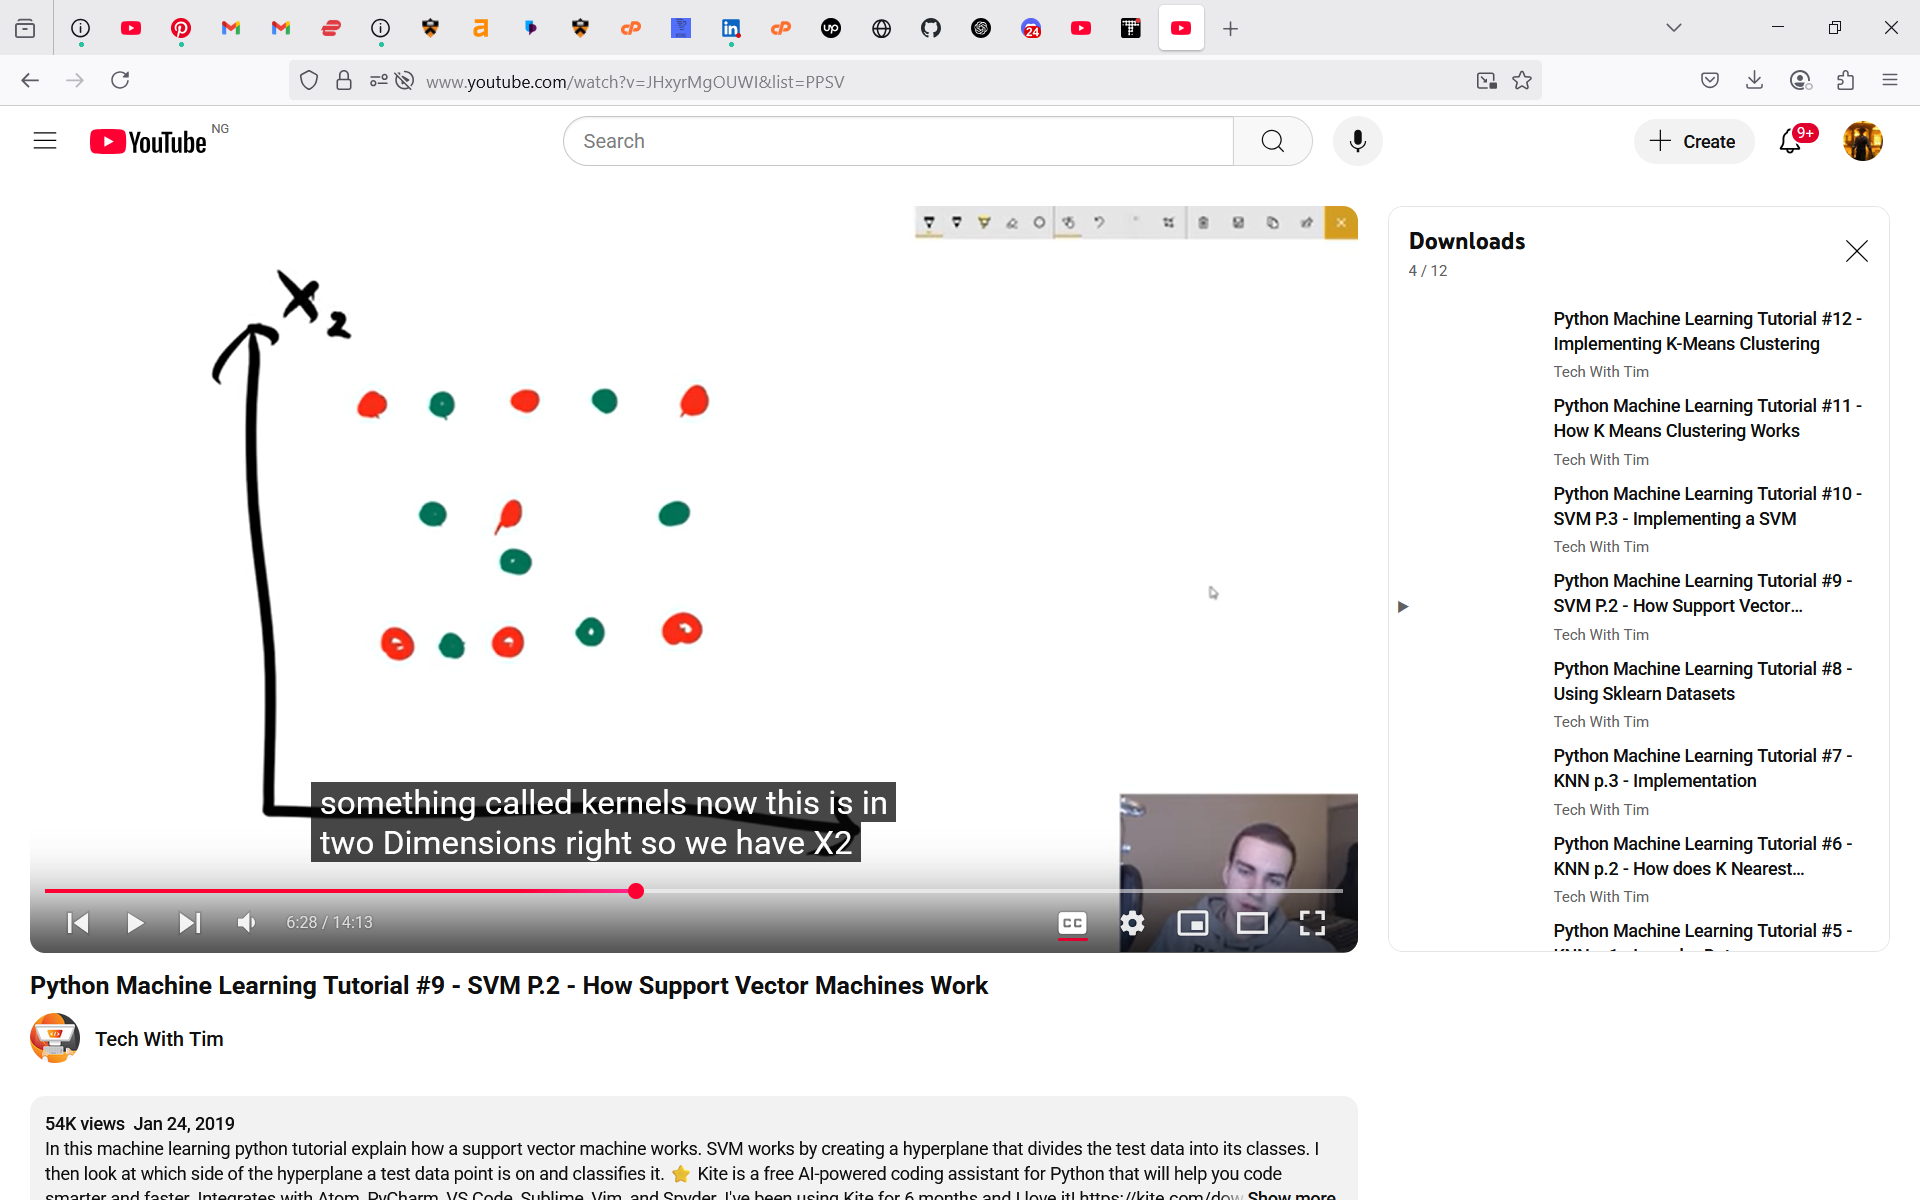 24
www.youtube.com/watch?v=JHxyrMgOUWI&list=PPSV
YouTube NG
Search
Create
9+
X2
something called kernels now this is in
two Dimensions right so we have X2
6:28 / 14:13
CC
Python Machine Learning Tutorial #9 - SVM P.2 - How Support Vector Machines Work
Tech With Tim
54K views Jan 24, 2019
In this machine learning python tutorial explain how a support vector machine works. SVM works by creating a hyperplane that divides the test data into its classes. I
then look at which side of the hyperplane a test data point is on and classifies it. ⭐ Kite is a free AI-powered coding assistant for Python that will help you code
smarter and faster. Integrates with Atom, PyCharm, VS Code, Sublime, Vim, and Spyder. I've been using Kite for 6 months and I love it! https://kite.com/dow Show more
Downloads
4 / 12
Python Machine Learning Tutorial #12 -
Implementing K-Means Clustering
Tech With Tim
Python Machine Learning Tutorial #11 -
How K Means Clustering Works
Tech With Tim
Python Machine Learning Tutorial #10 -
SVM P.3 - Implementing a SVM
Tech With Tim
Python Machine Learning Tutorial #9 -
SVM P.2 - How Support Vector...
Tech With Tim
Python Machine Learning Tutorial #8 -
Using Sklearn Datasets
Tech With Tim
Python Machine Learning Tutorial #7 -
KNN p.3 - Implementation
Tech With Tim
Python Machine Learning Tutorial #6 -
KNN p.2 - How does K Nearest...
Tech With Tim
Python Machine Learning Tutorial #5 -